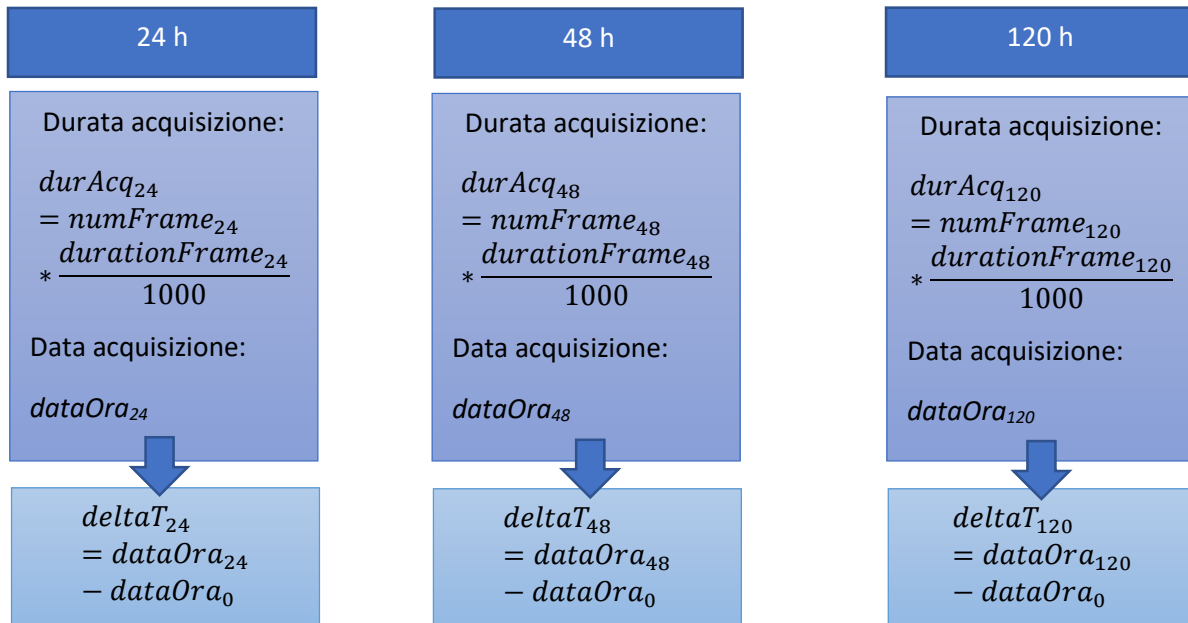 24 h
Durata acquisizione:
durAcq₂₄
= numFrame₂₄
* durationFrame₂₄
1000
Data acquisizione:
dataOra₂₄
deltaT₂₄
= dataOra₂₄
− dataOra₀
48 h
Durata acquisizione:
durAcq₄₈
= numFrame₄₈
* durationFrame₄₈
1000
Data acquisizione:
dataOra₄₈
deltaT₄₈
= dataOra₄₈
− dataOra₀
120 h
Durata acquisizione:
durAcq₁₂₀
= numFrame₁₂₀
* durationFrame₁₂₀
1000
Data acquisizione:
dataOra₁₂₀
deltaT₁₂₀
= dataOra₁₂₀
− dataOra₀